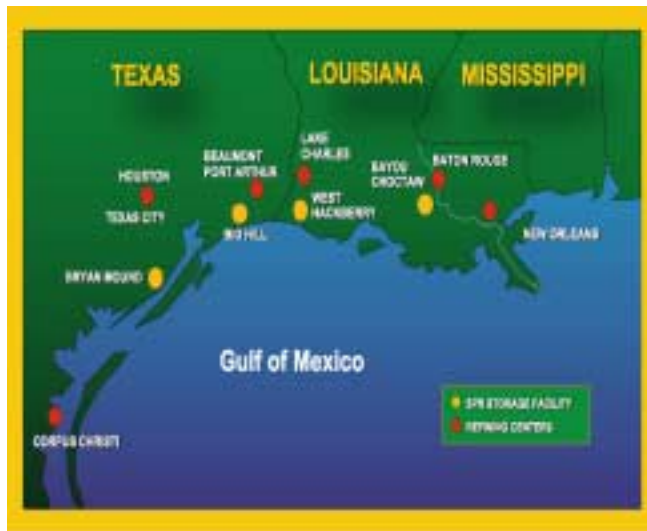 TEXAS
LOUISIANA
MISSISSIPPI
LAKE
CHARLES
BEAUMONT
PORT ARTHUR
BAYOU
CHOCTAW
BATON ROUGE
HOUSTON
TEXAS CITY
WEST
HACKBERRY
BIG HILL
NEW ORLEANS
BRYAN MOUND
Gulf of Mexico
SPR STORAGE FACILITY
REFINING CENTERS
CORPUS CHRISTI